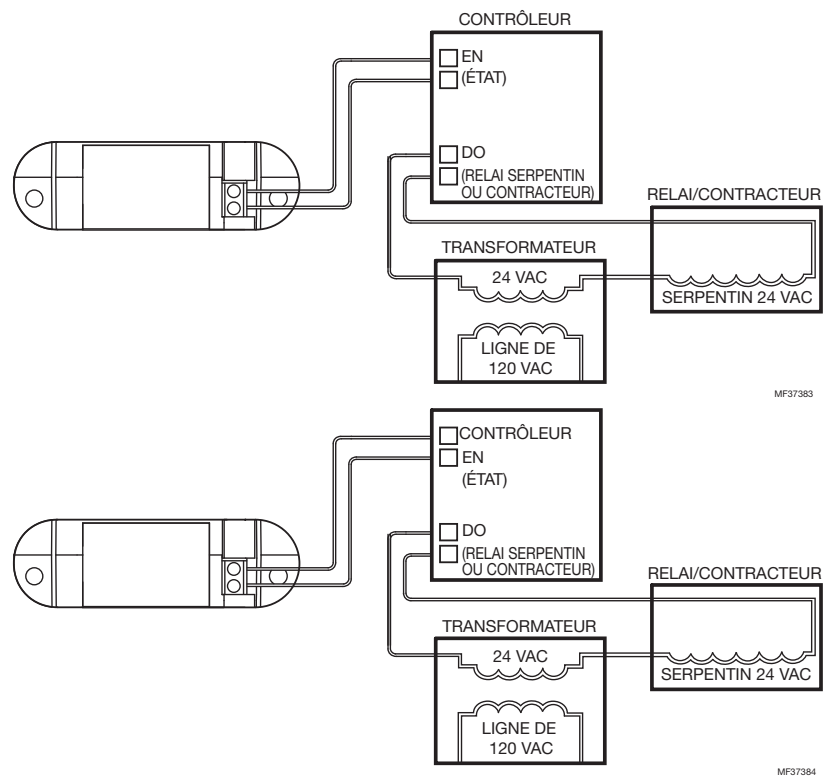 CONTRÔLEUR
EN
(ÉTAT)
DO
(RELAI SERPENTIN
OU CONTRACTEUR)
RELAI/CONTRACTEUR
TRANSFORMATEUR
24 VAC
SERPENTIN 24 VAC
LIGNE DE
120 VAC
MF37383
CONTRÔLEUR
EN
(ÉTAT)
DO
(RELAI SERPENTIN
OU CONTRACTEUR)
RELAI/CONTRACTEUR
TRANSFORMATEUR
24 VAC
SERPENTIN 24 VAC
LIGNE DE
120 VAC
MF37384